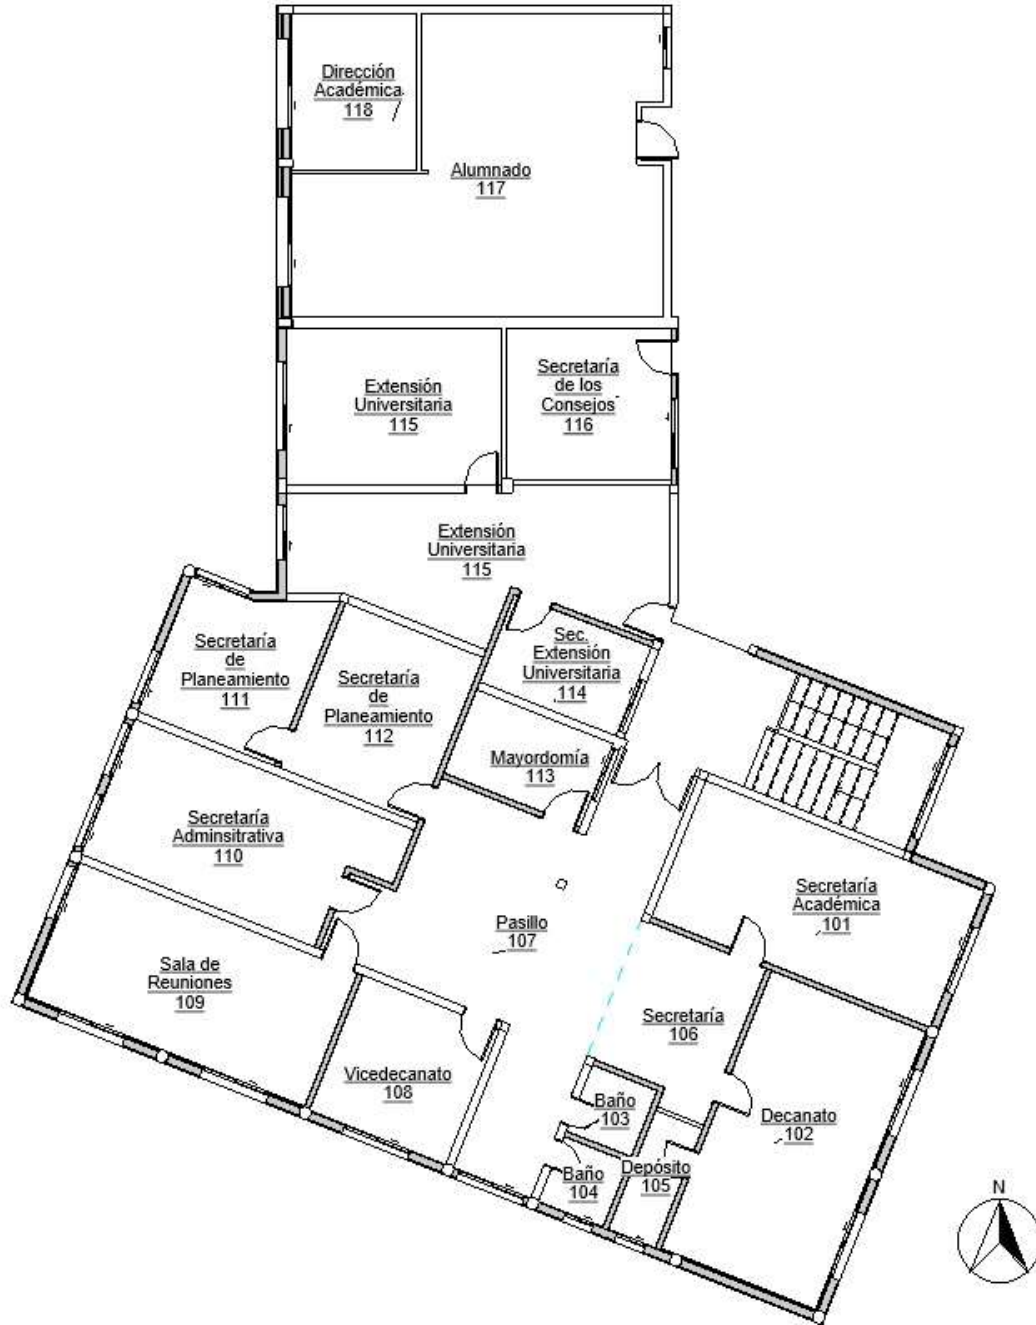 Dirección
Académica
118
Alumnado
117
Extensión
Universitaria
115
Secretaría
de los
Consejos
116
Extensión
Universitaria
115
Secretaría
de
Planeamiento
111
Secretaría
de
Planeamiento
112
Sec.
Extensión
Universitaria
114
Mayordomía
113
Secretaría
Adminsitrativa
110
Secretaría
Académica
101
Pasillo
107
Sala de
Reuniones
109
Secretaría
106
Vicedecanato
108
Baño
103
Decanato
102
Baño
104
Depósito
105
N